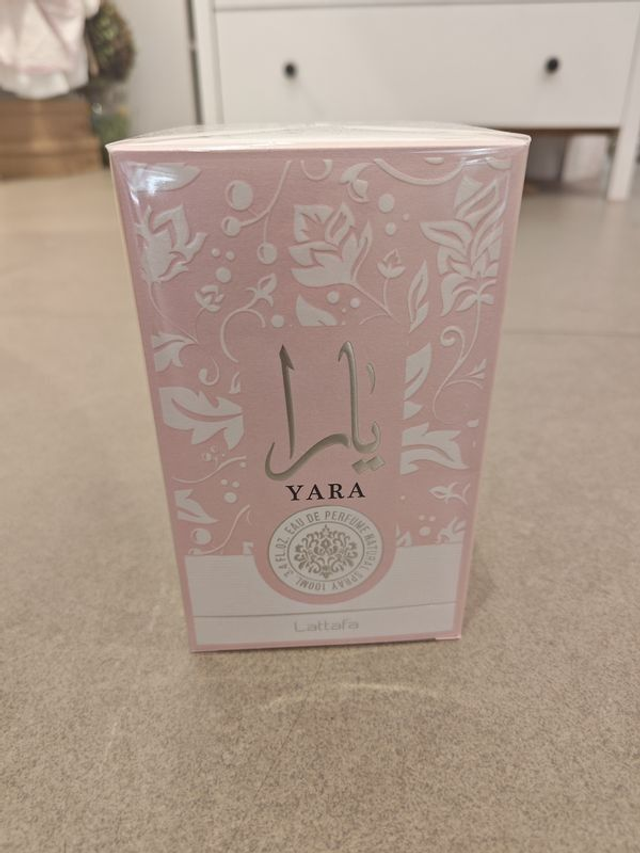 يارا
YARA
3.4 FL.OZ. EAU DE PERFUME NATURAL SPRAY 100ML
Lattafa